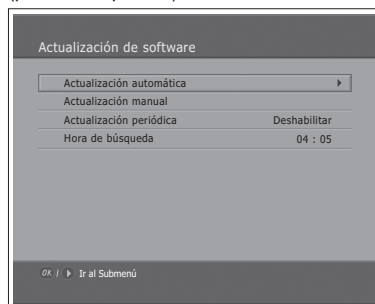 Actualización de software
Actualización automática
Actualización manual
Actualización periódica Deshabilitar
Hora de búsqueda 04 : 05
OK / Ir al Submenú